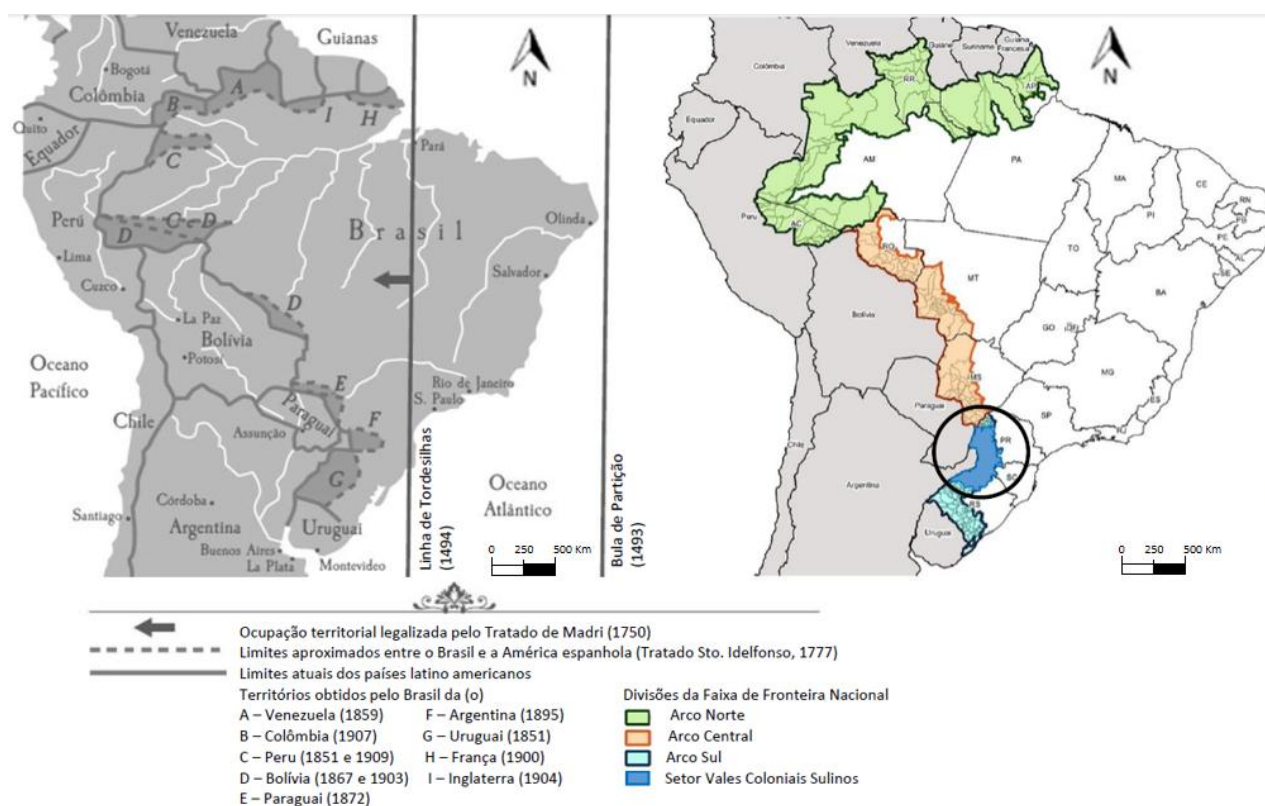 Venezuela
Guianas
Bogotá
Colômbia
N
A
B
I
H
Quito
Equador
C
Pará
Perú
C e D
D
Brasil
Olinda
Lima
Salvador
Cuzco
D
La Paz
Bolívia
Potosí
Oceano
Pacífico
E
Rio de Janeiro
S. Paulo
Paraguai
Chile
Assunção
F
G
Linha de Tordesilhas
(1494)
Oceano
Atlântico
Bula de Partição
(1493)
Córdoba
Santiago
Argentina
Uruguai
Buenos Aires
La Plata
Montevideo
0 250 500 Km
Venezuela
Guiana
Suriname
Guiana
Francesa
Colômbia
N
RR
AP
Equador
AM
PA
MA
CE
RN
PB
PE
AL
SE
PI
Peru
AC
RO
TO
BA
MT
Bolívia
GO
MG
ES
MS
Paraguai
SP
RJ
Chile
PR
SC
Argentina
RS
Uruguai
0 250 500 Km
Ocupação territorial legalizada pelo Tratado de Madri (1750)
Limites aproximados entre o Brasil e a América espanhola (Tratado Sto. Idelfonso, 1777)
Limites atuais dos países latino americanos
Territórios obtidos pelo Brasil da (o)
A – Venezuela (1859) F – Argentina (1895)
B – Colômbia (1907) G – Uruguai (1851)
C – Peru (1851 e 1909) H – França (1900)
D – Bolívia (1867 e 1903) I – Inglaterra (1904)
E – Paraguai (1872)
Divisões da Faixa de Fronteira Nacional
Arco Norte
Arco Central
Arco Sul
Setor Vales Coloniais Sulinos